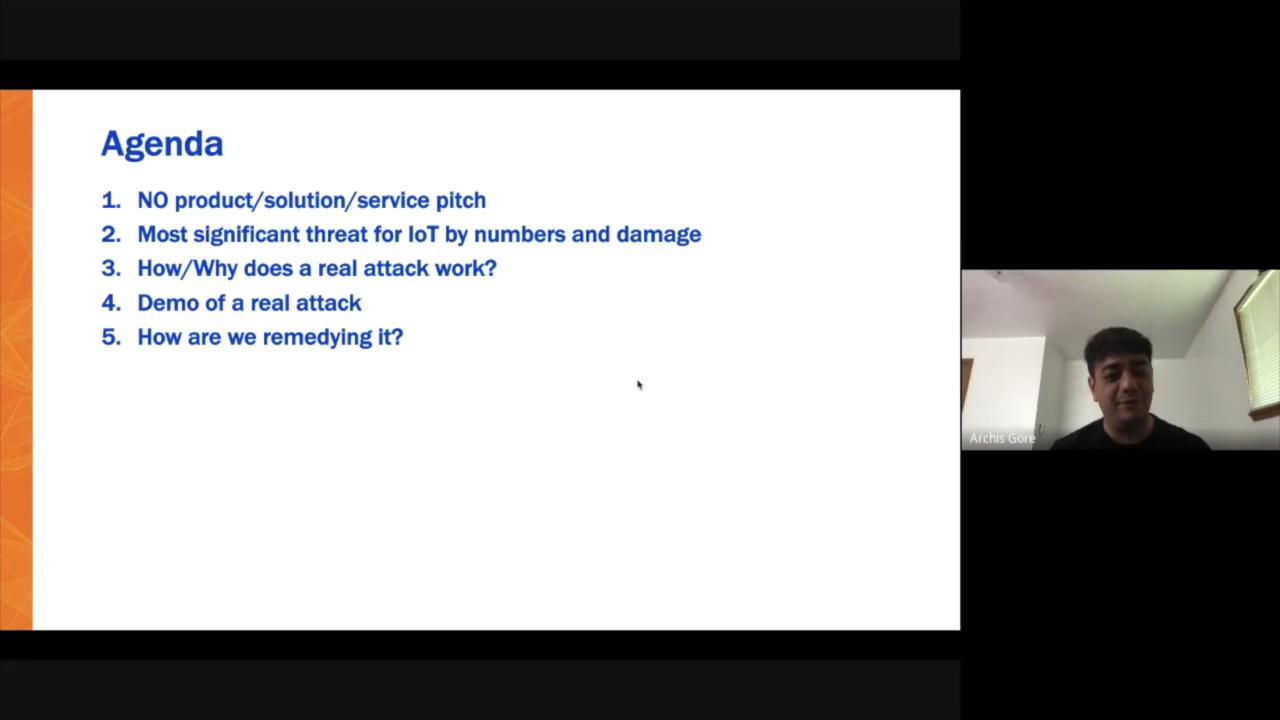 Agenda
1. NO product/solution/service pitch
2. Most significant threat for IoT by numbers and damage
3. How/Why does a real attack work?
4. Demo of a real attack
5. How are we remedying it?
Archis Gore